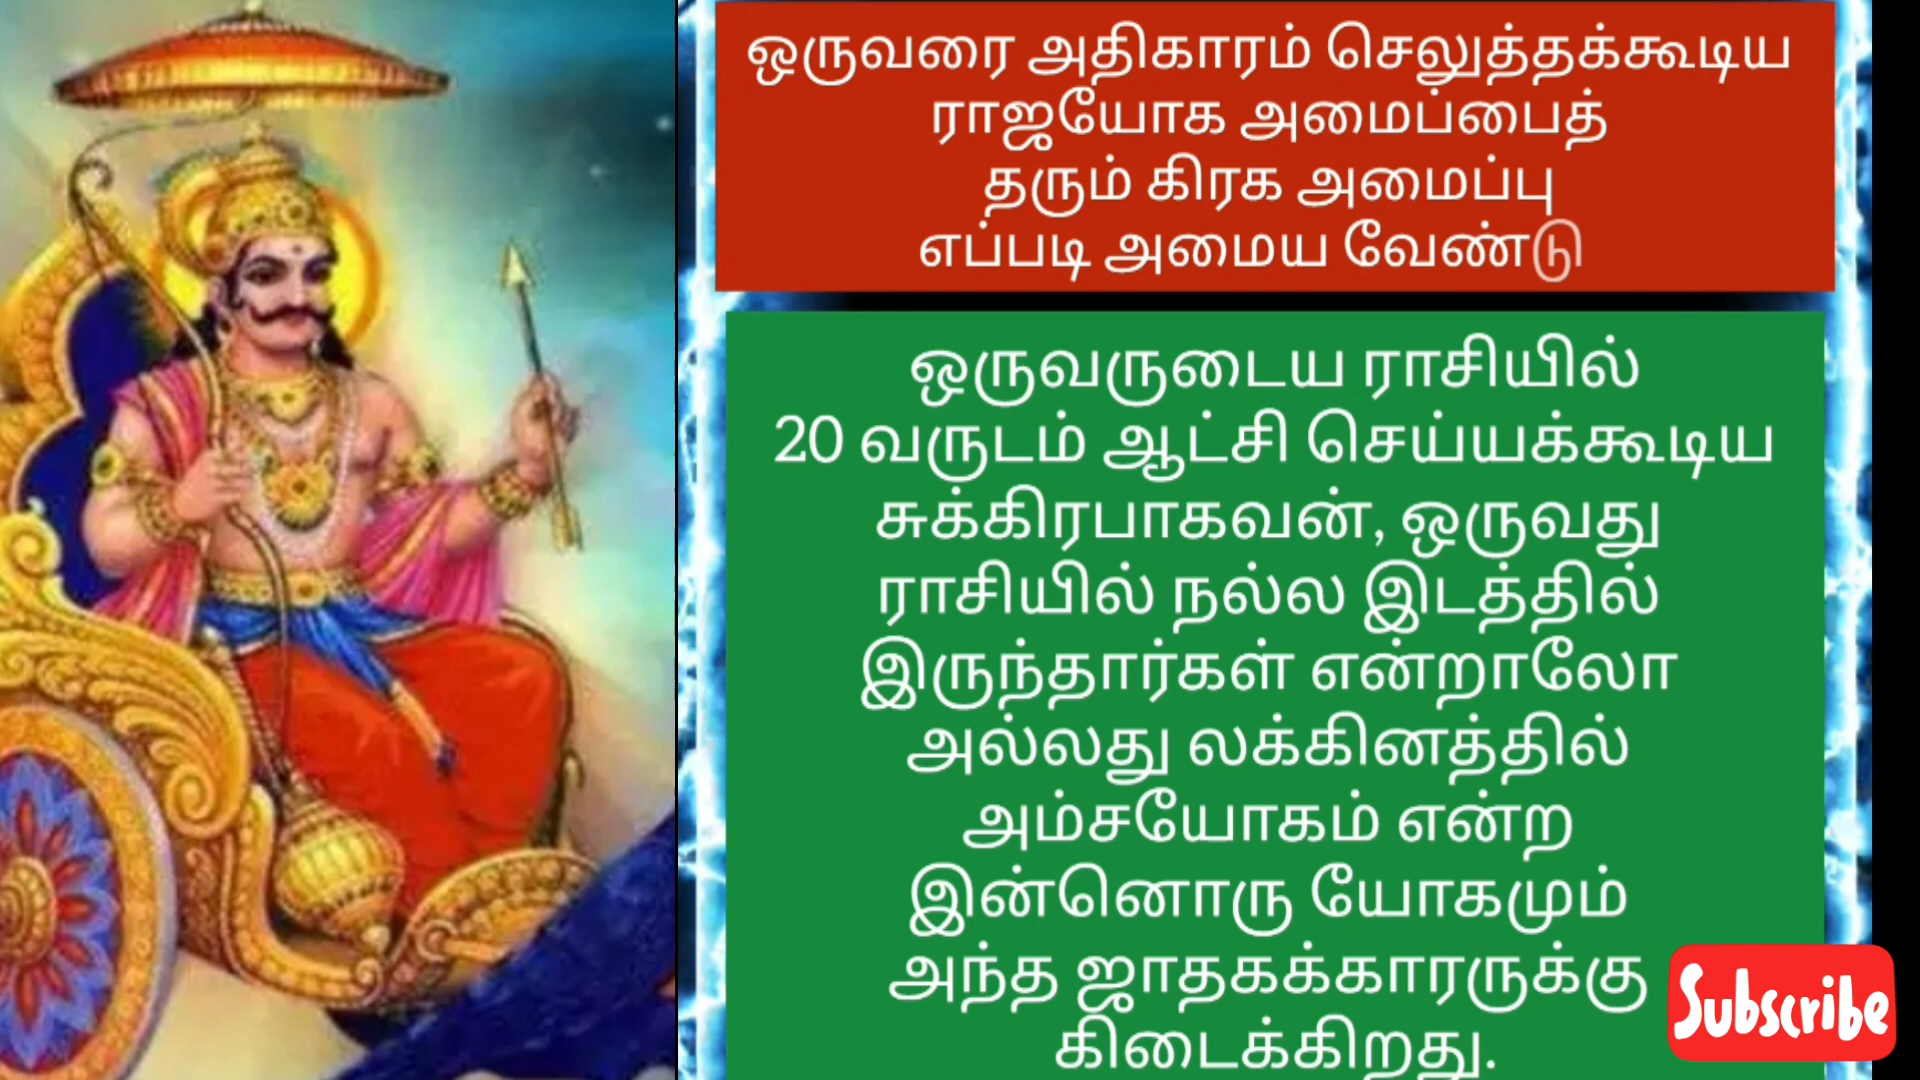 ஒருவரை அதிகாரம் செலுத்தக்கூடிய
ராஜயோக அமைப்பைத்
தரும் கிரக அமைப்பு
எப்படி அமைய வேண்டு
ஒருவருடைய ராசியில்
20 வருடம் ஆட்சி செய்யக்கூடிய
சுக்கிரபாகவன், ஒருவது
ராசியில் நல்ல இடத்தில்
இருந்தார்கள் என்றாலோ
அல்லது லக்கினத்தில்
அம்சயோகம் என்ற
இன்னொரு யோகமும்
அந்த ஜாதகக்காரருக்கு
கிடைக்கிறது.
Subscribe